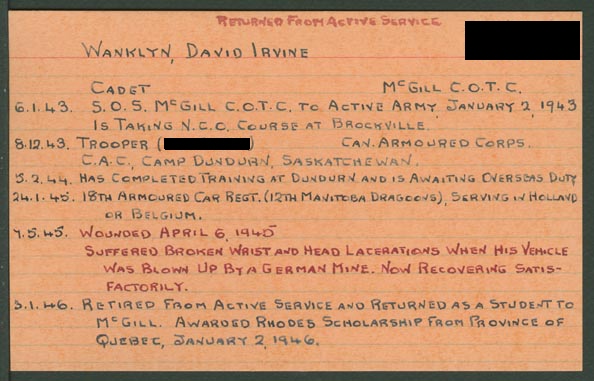 RETURNED FROM ACTIVE SERVICE
WANKLYN, DAVID IRVINE
CADET McGILL C.O.T.C.
6.1.43. S.O.S. McGILL C.O.T.C. TO ACTIVE ARMY, JANUARY 2, 1943
IS TAKING N.C.O. COURSE AT BROCKVILLE.
8.12.43. TROOPER ( ) CAN. ARMOURED CORPS.
C.A.C., CAMP DUNDURN, SASKATCHEWAN.
5.2.44. HAS COMPLETED TRAINING AT DUNDURN AND IS AWAITING OVERSEAS DUTY
24.1.45. 18TH ARMOURED CAR REGT. (12TH MANITOBA DRAGOONS), SERVING IN HOLLAND
OR BELGIUM.
7.5.45. WOUNDED APRIL 6, 1945
SUFFERED BROKEN WRIST AND HEAD LACERATIONS WHEN HIS VEHICLE
WAS BLOWN UP BY A GERMAN MINE. NOW RECOVERING SATIS-
FACTORILY.
3.1.46. RETIRED FROM ACTIVE SERVICE AND RETURNED AS A STUDENT TO
McGILL. AWARDED RHODES SCHOLARSHIP FROM PROVINCE OF
QUEBEC, JANUARY 2, 1946.